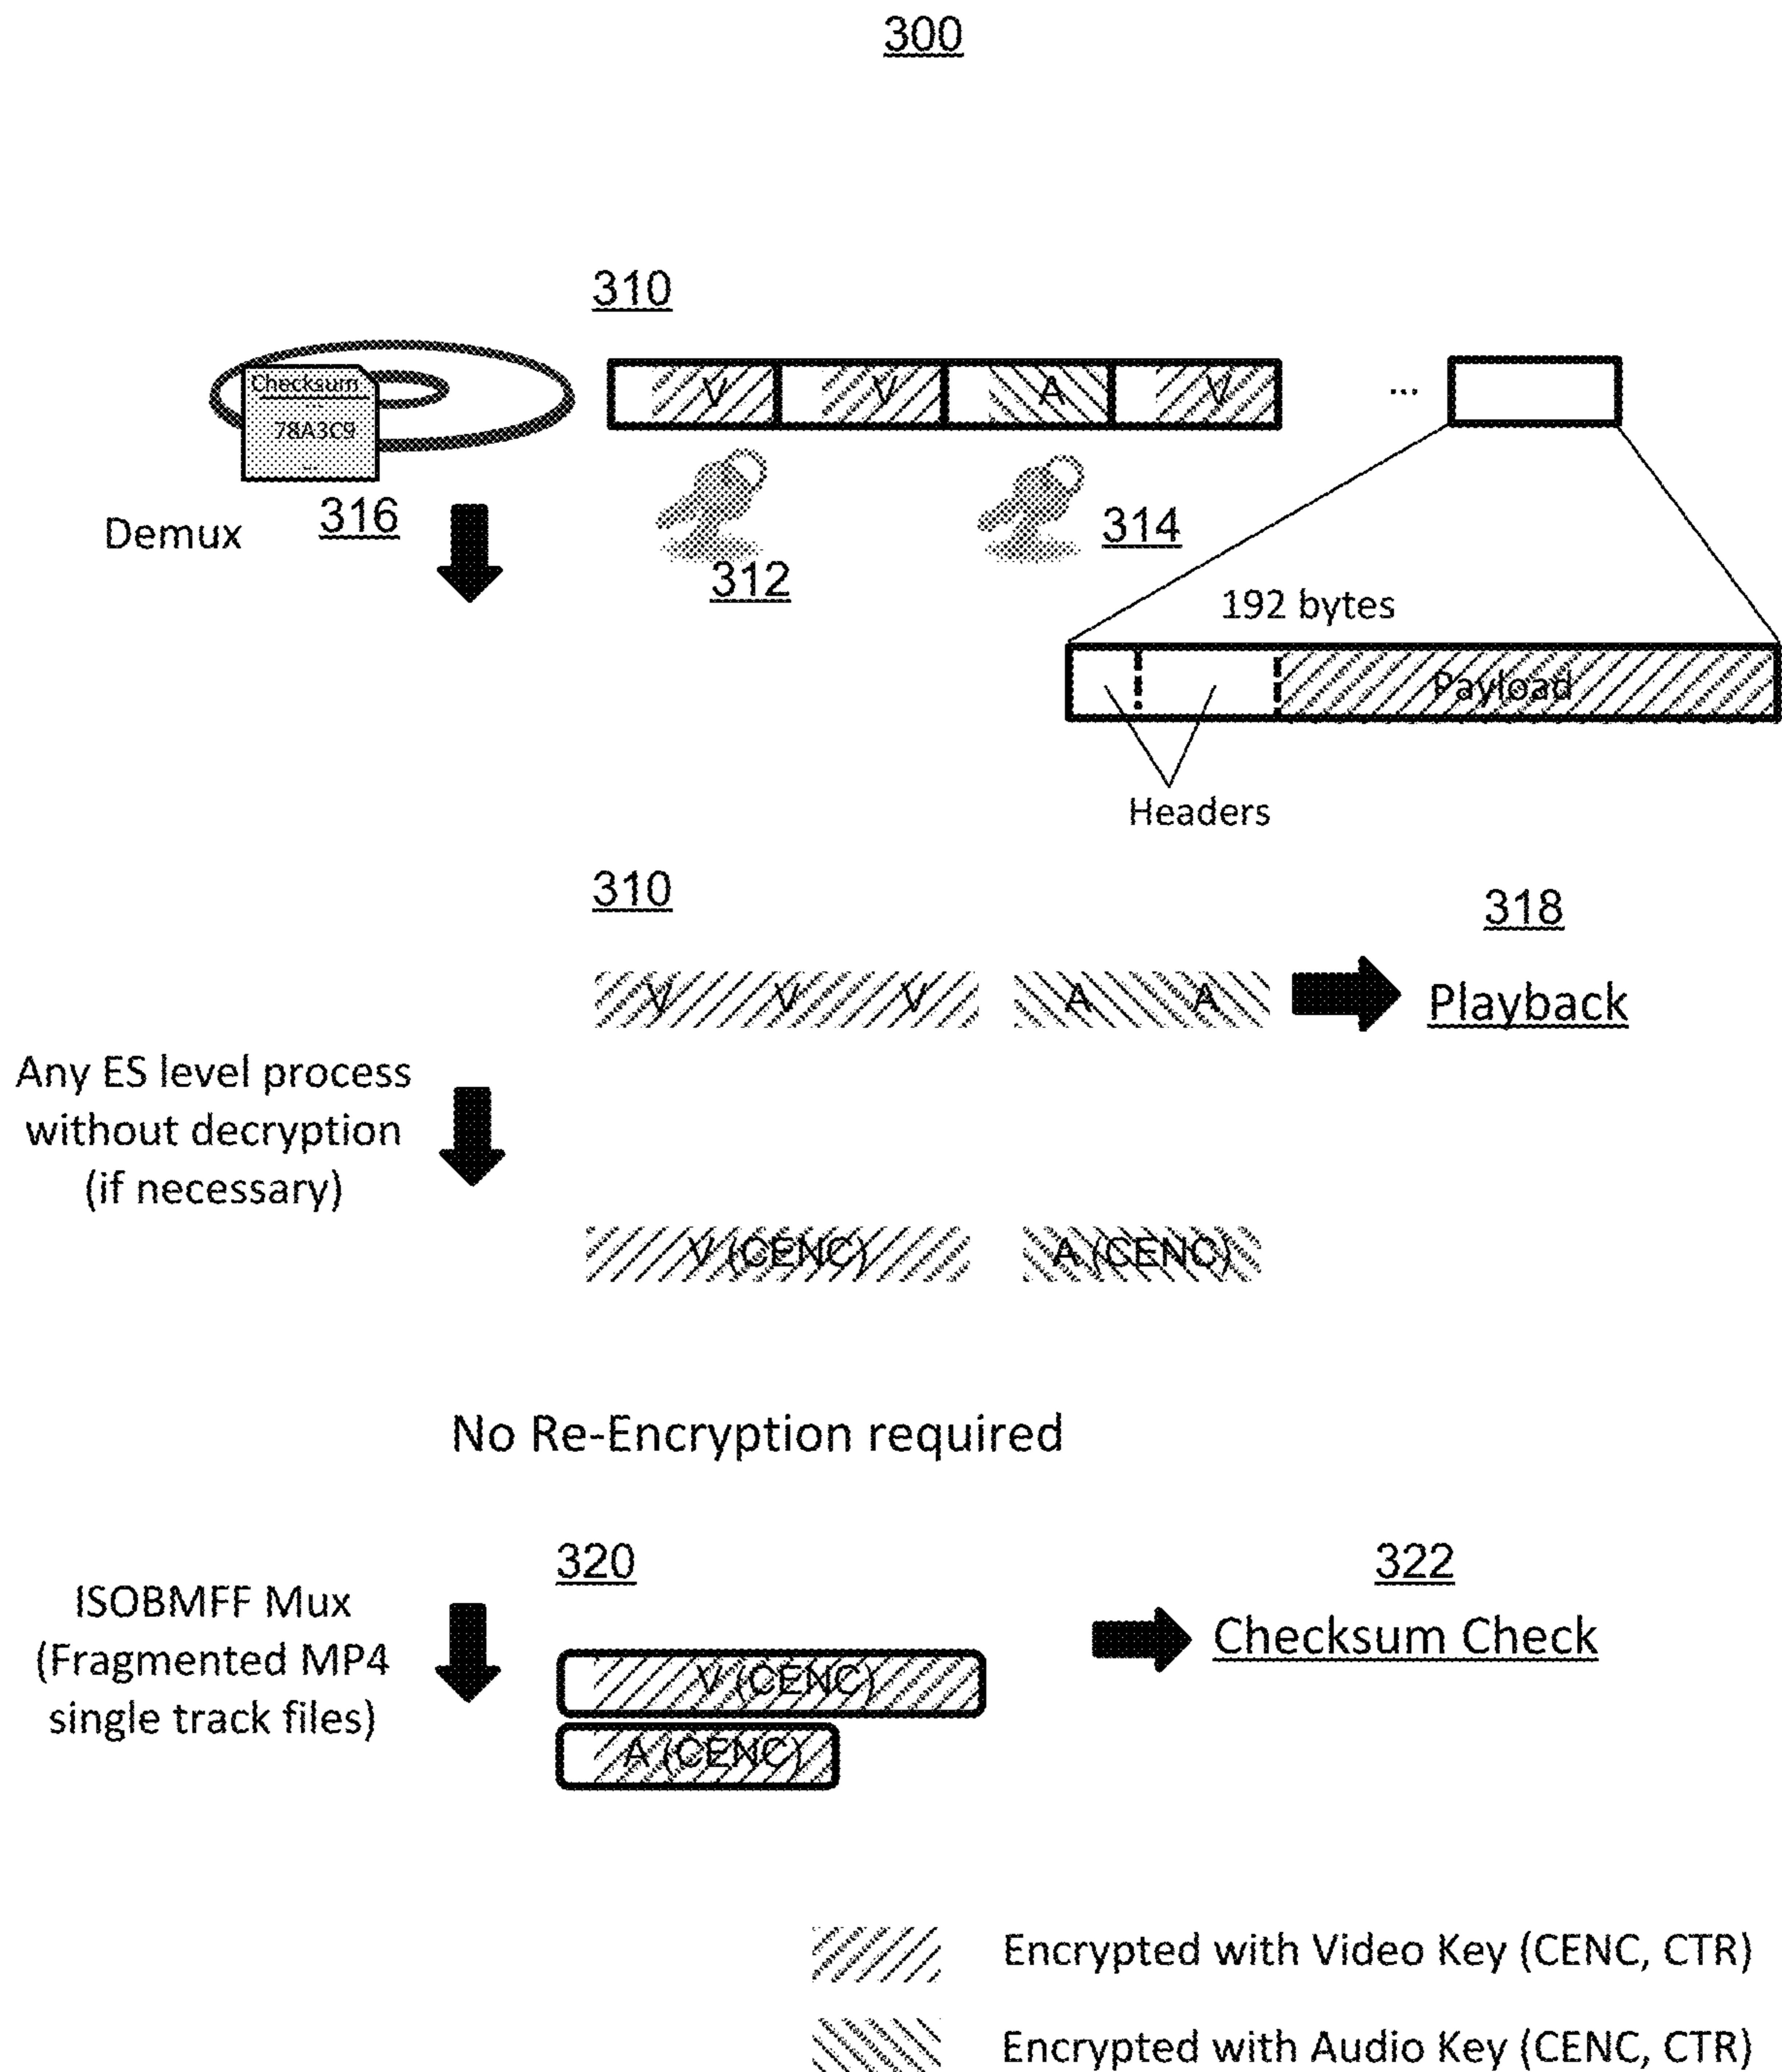 300
310
V V A V ...
Checksum
78A3C9
...
Demux
316
312
314
192 bytes
Payload
Headers
310
318
V V V A A
Playback
Any ES level process
without decryption
(if necessary)
V (CENC) A (CENC)
No Re-Encryption required
320
322
ISOBMFF Mux
(Fragmented MP4
single track files)
Checksum Check
V (CENC)
A (CENC)
Encrypted with Video Key (CENC, CTR)
Encrypted with Audio Key (CENC, CTR)